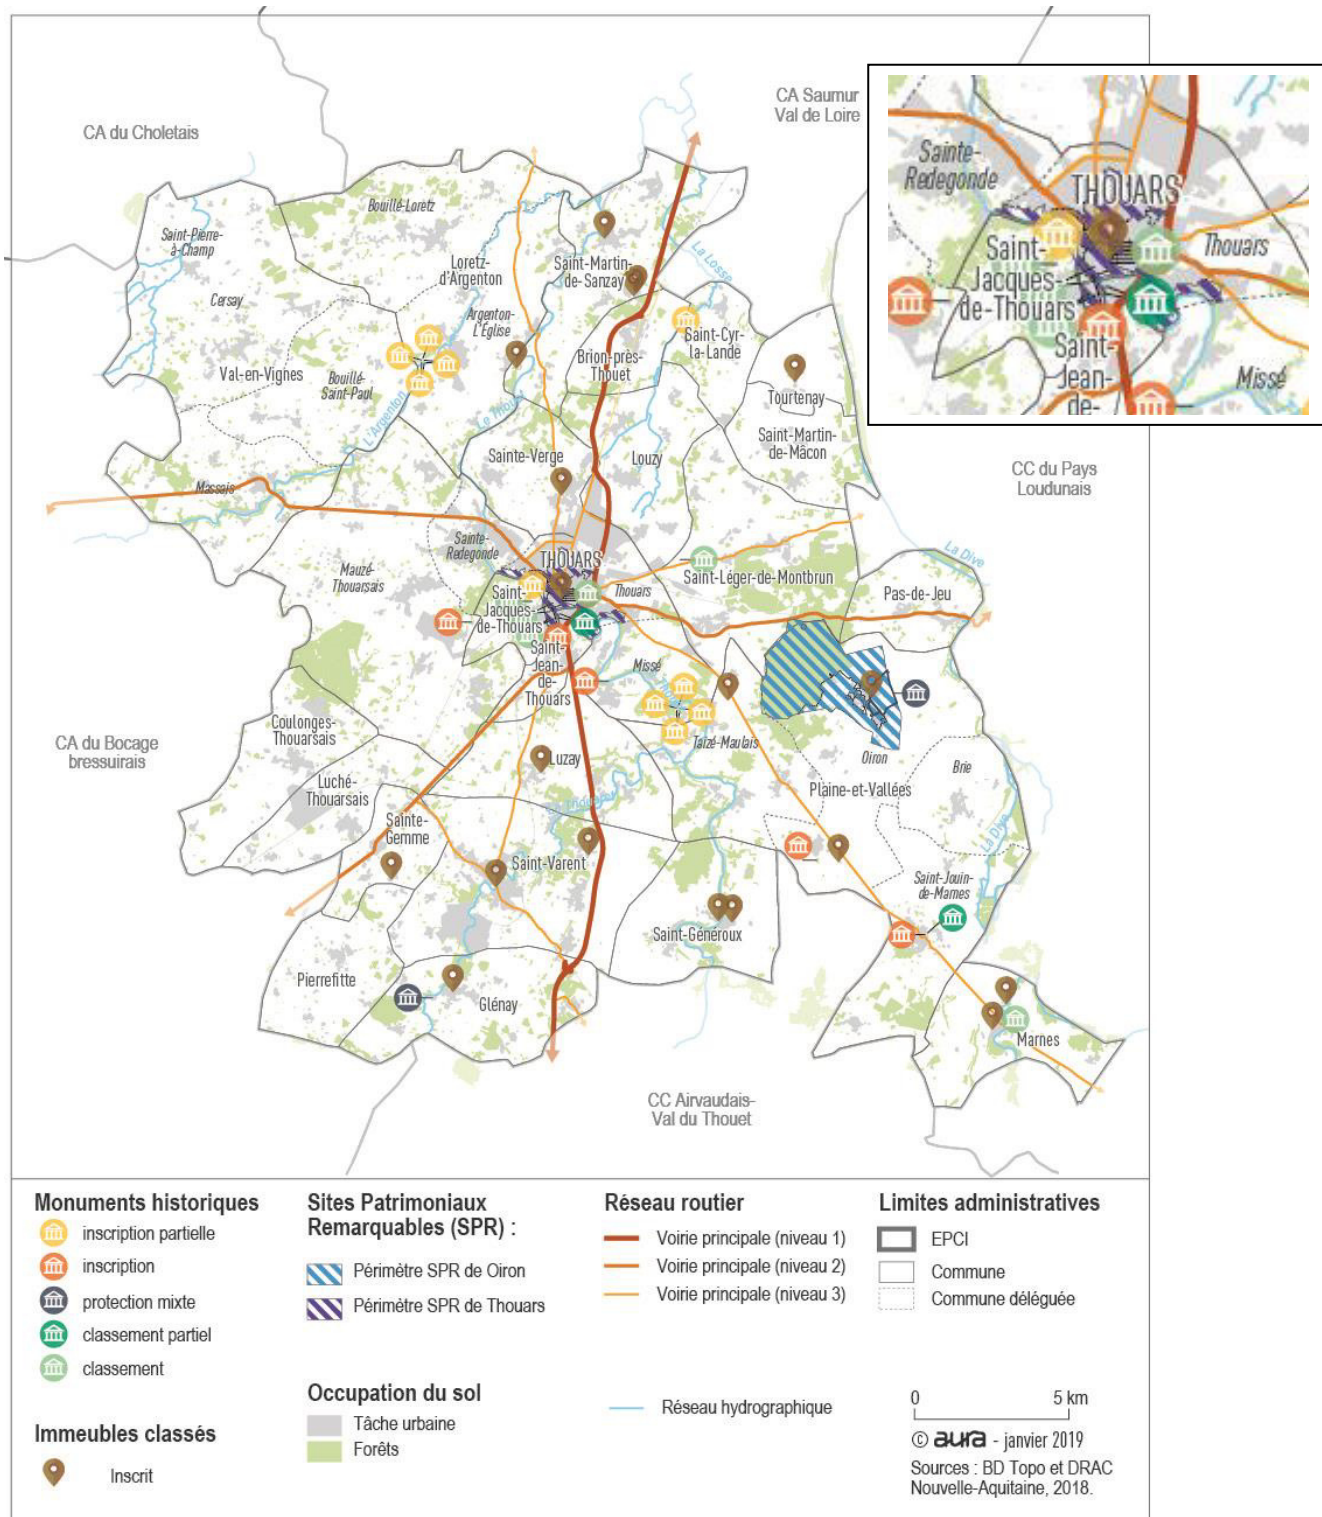 CA du Choletais
CA Saumur
Val de Loire
Sainte-
Redegonde
THOUARS
Saint-
Jacques-
de-Thouars
Thouars
Saint-
Jean-
de-
Missé
Bouillé-Loretz
Saint-Pierre-
à-Champ
Cersay
Loretz-
d'Argenton
Saint-Martin-
de-Sanzay
La Losse
Argenton-
L'Église
Val-en-Vignes
Bouillé-
Saint-Paul
L'Argenton
Le Thouet
Brion-près-
Thouet
Saint-Cyr-
la-Lande
Tourtenay
Saint-Martin-
de-Mâcon
Sainte-Verge
Louzy
CC du Pays
Loudunais
Massais
Mauzé-
Thouarsais
Sainte-
Redegonde
THOUARS
Saint-
Jacques-
de-Thouars
Thouars
Saint-Léger-de-Montbrun
La Dive
Pas-de-Jeu
Saint-
Jean-
de-
Thouars
Missé
Coulonges-
Thouarsais
CA du Bocage
bressuirais
Luché-
Thouarsais
Luzay
Taizé-Maulais
Oiron
Brie
Plaine-et-Vallées
La Dive
Sainte-
Gemme
Saint-Varent
Saint-Jouin-
de-Marnes
Saint-Généroux
Pierrefitte
Glénay
Marnes
CC Airvaudais-
Val du Thouet
Monuments historiques
inscription partielle
inscription
protection mixte
classement partiel
classement
Immeubles classés
Inscrit
Sites Patrimoniaux
Remarquables (SPR) :
Périmètre SPR de Oiron
Périmètre SPR de Thouars
Occupation du sol
Tâche urbaine
Forêts
Réseau routier
Voirie principale (niveau 1)
Voirie principale (niveau 2)
Voirie principale (niveau 3)
Réseau hydrographique
Limites administratives
EPCI
Commune
Commune déléguée
0 5 km
© aura - janvier 2019
Sources : BD Topo et DRAC
Nouvelle-Aquitaine, 2018.